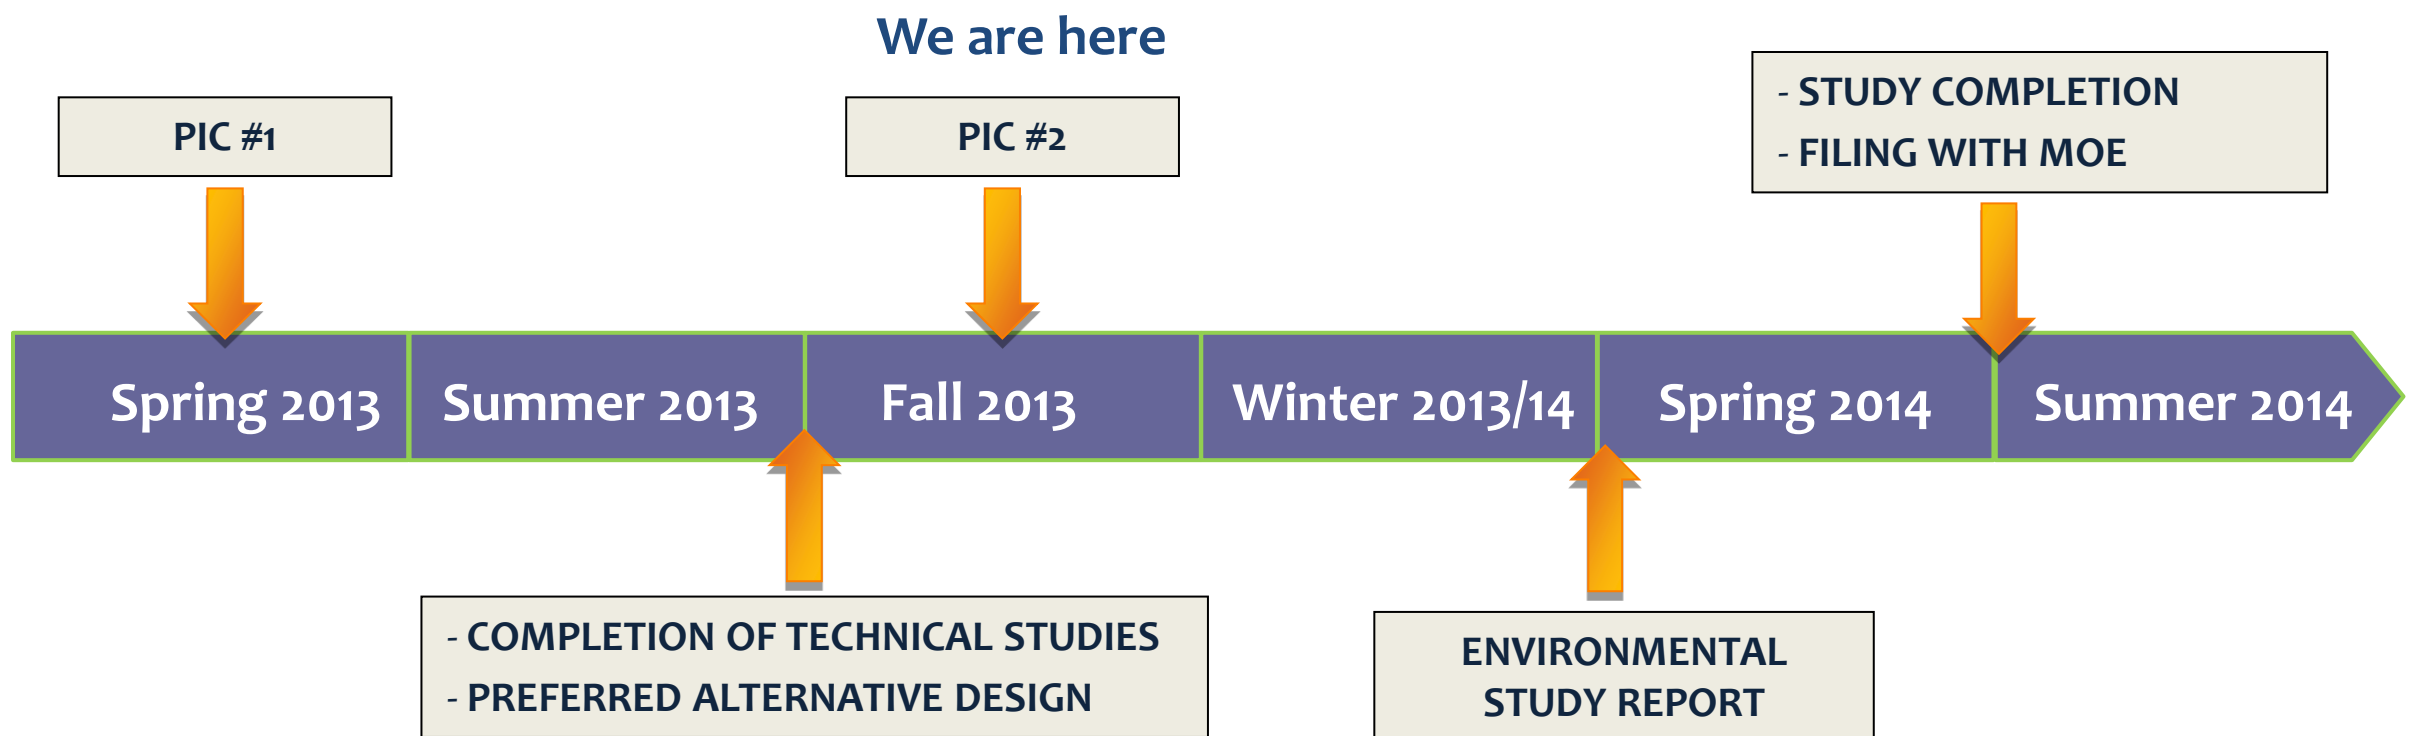 We are here
PIC #1
PIC #2
- STUDY COMPLETION
- FILING WITH MOE
Spring 2013
Summer 2013
Fall 2013
Winter 2013/14
Spring 2014
Summer 2014
- COMPLETION OF TECHNICAL STUDIES
- PREFERRED ALTERNATIVE DESIGN
ENVIRONMENTAL
STUDY REPORT